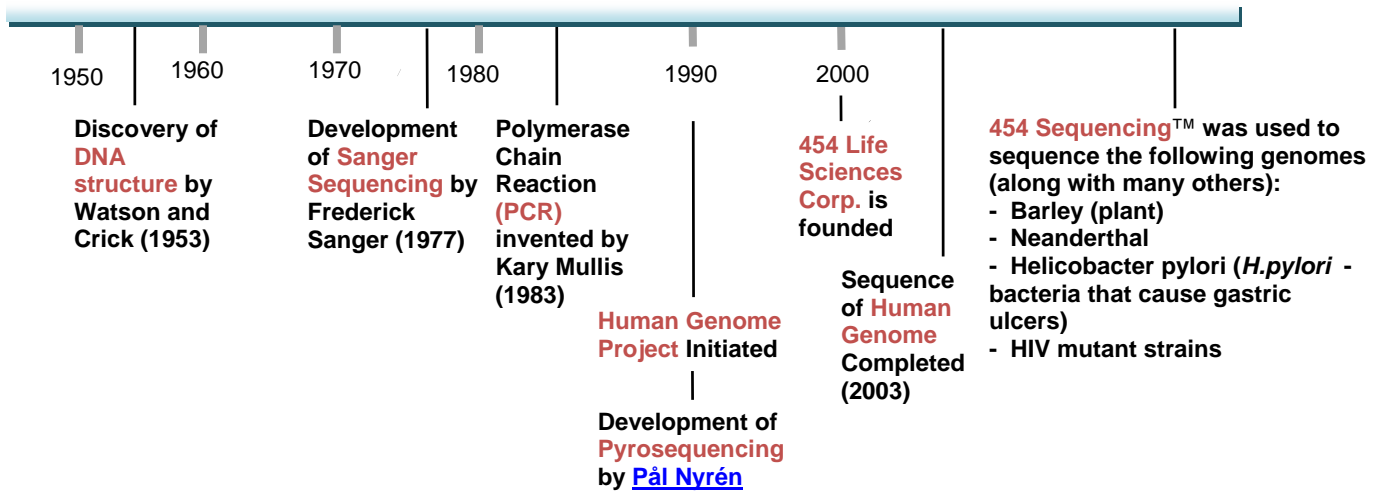 1950
1960
1970
1980
1990
2000
Discovery of
DNA
structure by
Watson and
Crick (1953)
Development
of Sanger
Sequencing by
Frederick
Sanger (1977)
Polymerase
Chain
Reaction
(PCR)
invented by
Kary Mullis
(1983)
Human Genome
Project Initiated
Development of
Pyrosequencing
by Pål Nyrén
454 Life
Sciences
Corp. is
founded
Sequence
of Human
Genome
Completed
(2003)
454 Sequencing™ was used to
sequence the following genomes
(along with many others):
- Barley (plant)
- Neanderthal
- Helicobacter pylori (H.pylori -
bacteria that cause gastric
ulcers)
- HIV mutant strains